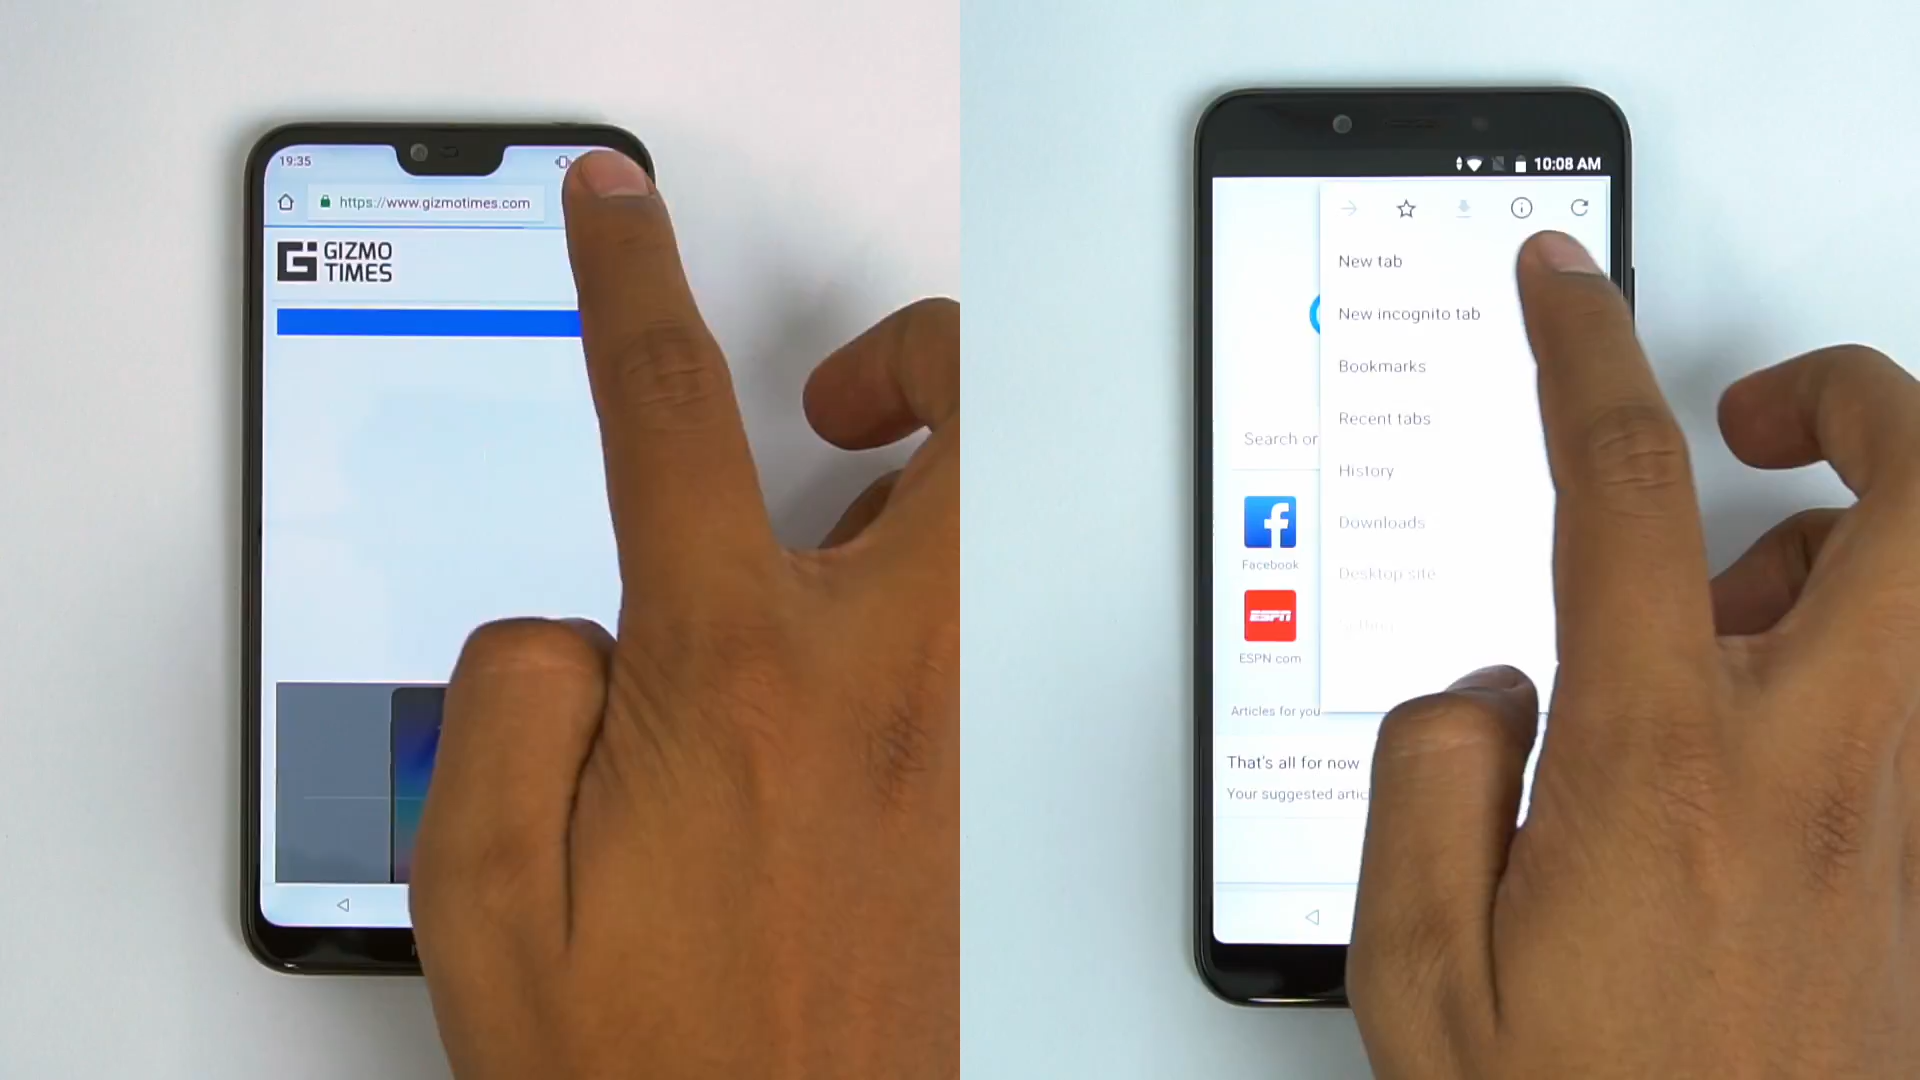 19:35
https://www.gizmotimes.com
GIZMO
TIMES
10:08 AM
New tab
New incognito tab
Bookmarks
Recent tabs
History
Downloads
Desktop site
Settings
Search or
Facebook
ESPN
ESPN com
Articles for you
That's all for now
Your suggested artic